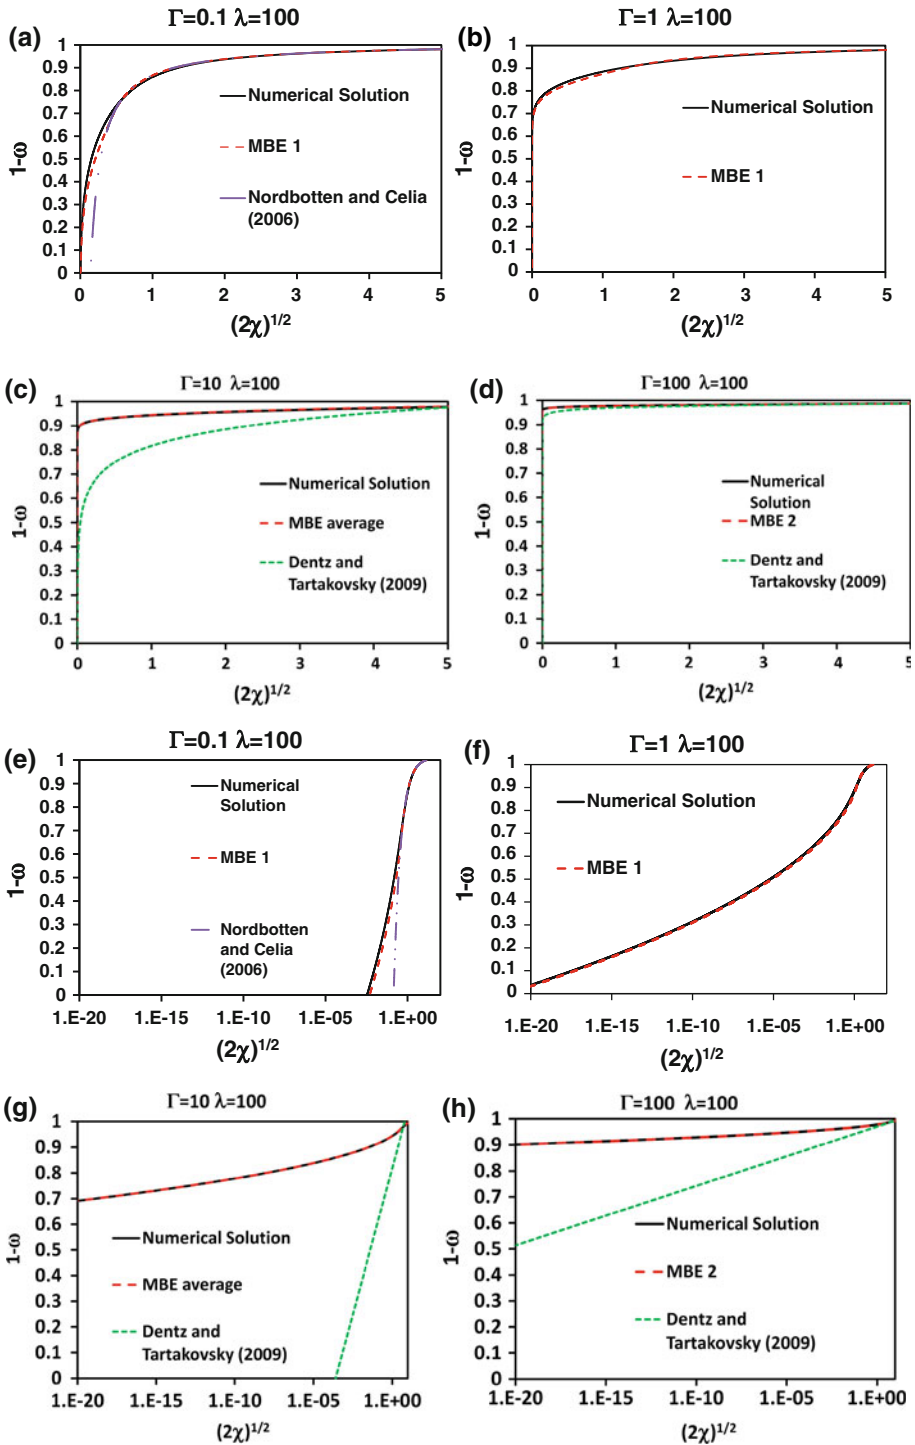 (a)
Γ=0.1 λ=100
1
0.9
0.8
0.7
0.6
0.5
0.4
0.3
0.2
0.1
0
1-ω
Numerical Solution
MBE 1
Nordbotten and Celia
(2006)
0 1 2 3 4 5
(2χ)1/2
(b)
Γ=1 λ=100
1
0.9
0.8
0.7
0.6
0.5
0.4
0.3
0.2
0.1
0
1-ω
Numerical Solution
MBE 1
0 1 2 3 4 5
(2χ)1/2
(c)
Γ=10 λ=100
1
0.9
0.8
0.7
0.6
0.5
0.4
0.3
0.2
0.1
0
1-ω
Numerical Solution
MBE average
Dentz and
Tartakovsky (2009)
0 1 2 3 4 5
(2χ)1/2
(d)
Γ=100 λ=100
1
0.9
0.8
0.7
0.6
0.5
0.4
0.3
0.2
0.1
0
1-ω
Numerical
Solution
MBE 2
Dentz and
Tartakovsky (2009)
0 1 2 3 4 5
(2χ)1/2
(e)
Γ=0.1 λ=100
1
0.9
0.8
0.7
0.6
0.5
0.4
0.3
0.2
0.1
0
1-ω
Numerical
Solution
MBE 1
Nordbotten
and Celia
(2006)
1.E-20 1.E-15 1.E-10 1.E-05 1.E+00
(2χ)1/2
(f)
Γ=1 λ=100
1
0.9
0.8
0.7
0.6
0.5
0.4
0.3
0.2
0.1
0
1-ω
Numerical Solution
MBE 1
1.E-20 1.E-15 1.E-10 1.E-05 1.E+00
(2χ)1/2
(g)
Γ=10 λ=100
1
0.9
0.8
0.7
0.6
0.5
0.4
0.3
0.2
0.1
0
1-ω
Numerical Solution
MBE average
Dentz and
Tartakovsky (2009)
1.E-20 1.E-15 1.E-10 1.E-05 1.E+00
(2χ)1/2
(h)
Γ=100 λ=100
1
0.9
0.8
0.7
0.6
0.5
0.4
0.3
0.2
0.1
0
1-ω
Numerical Solution
MBE 2
Dentz and
Tartakovsky (2009)
1.E-20 1.E-15 1.E-10 1.E-05 1.E+00
(2χ)1/2